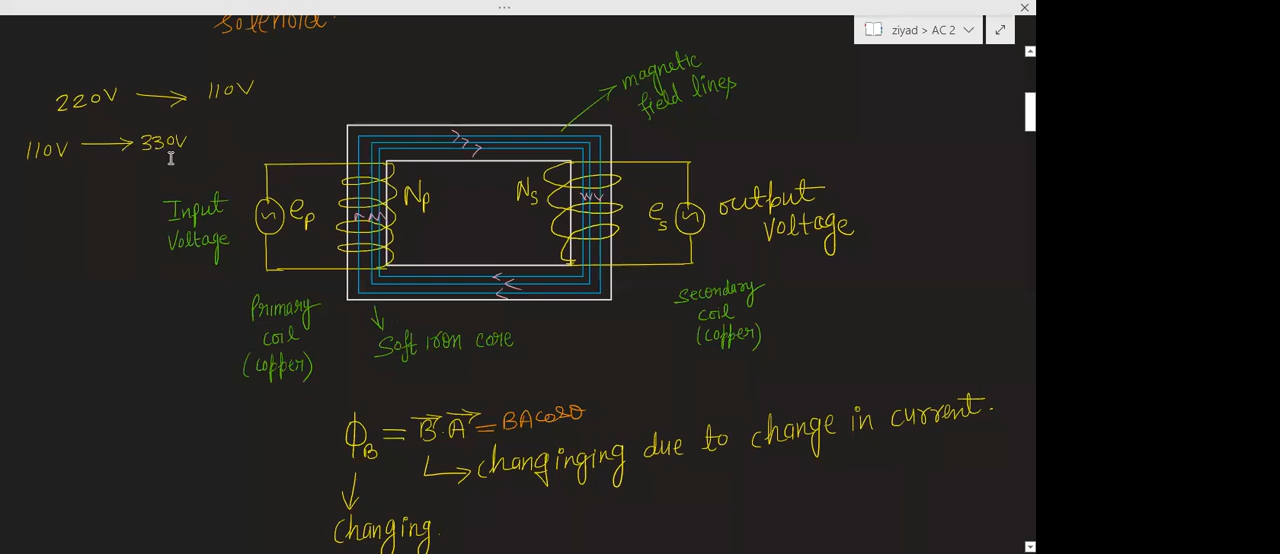 solenoid.
ziyad > AC 2
magnetic
field lines
220V → 110V
110V → 330V
Input
Voltage
ep
Np
Ns
es
output
voltage
Primary
coil
(copper)
Secondary
coil
(copper)
Soft iron core
ϕB = B⃗.A⃗ = BAcosθ
changinging due to change in current.
Changing.